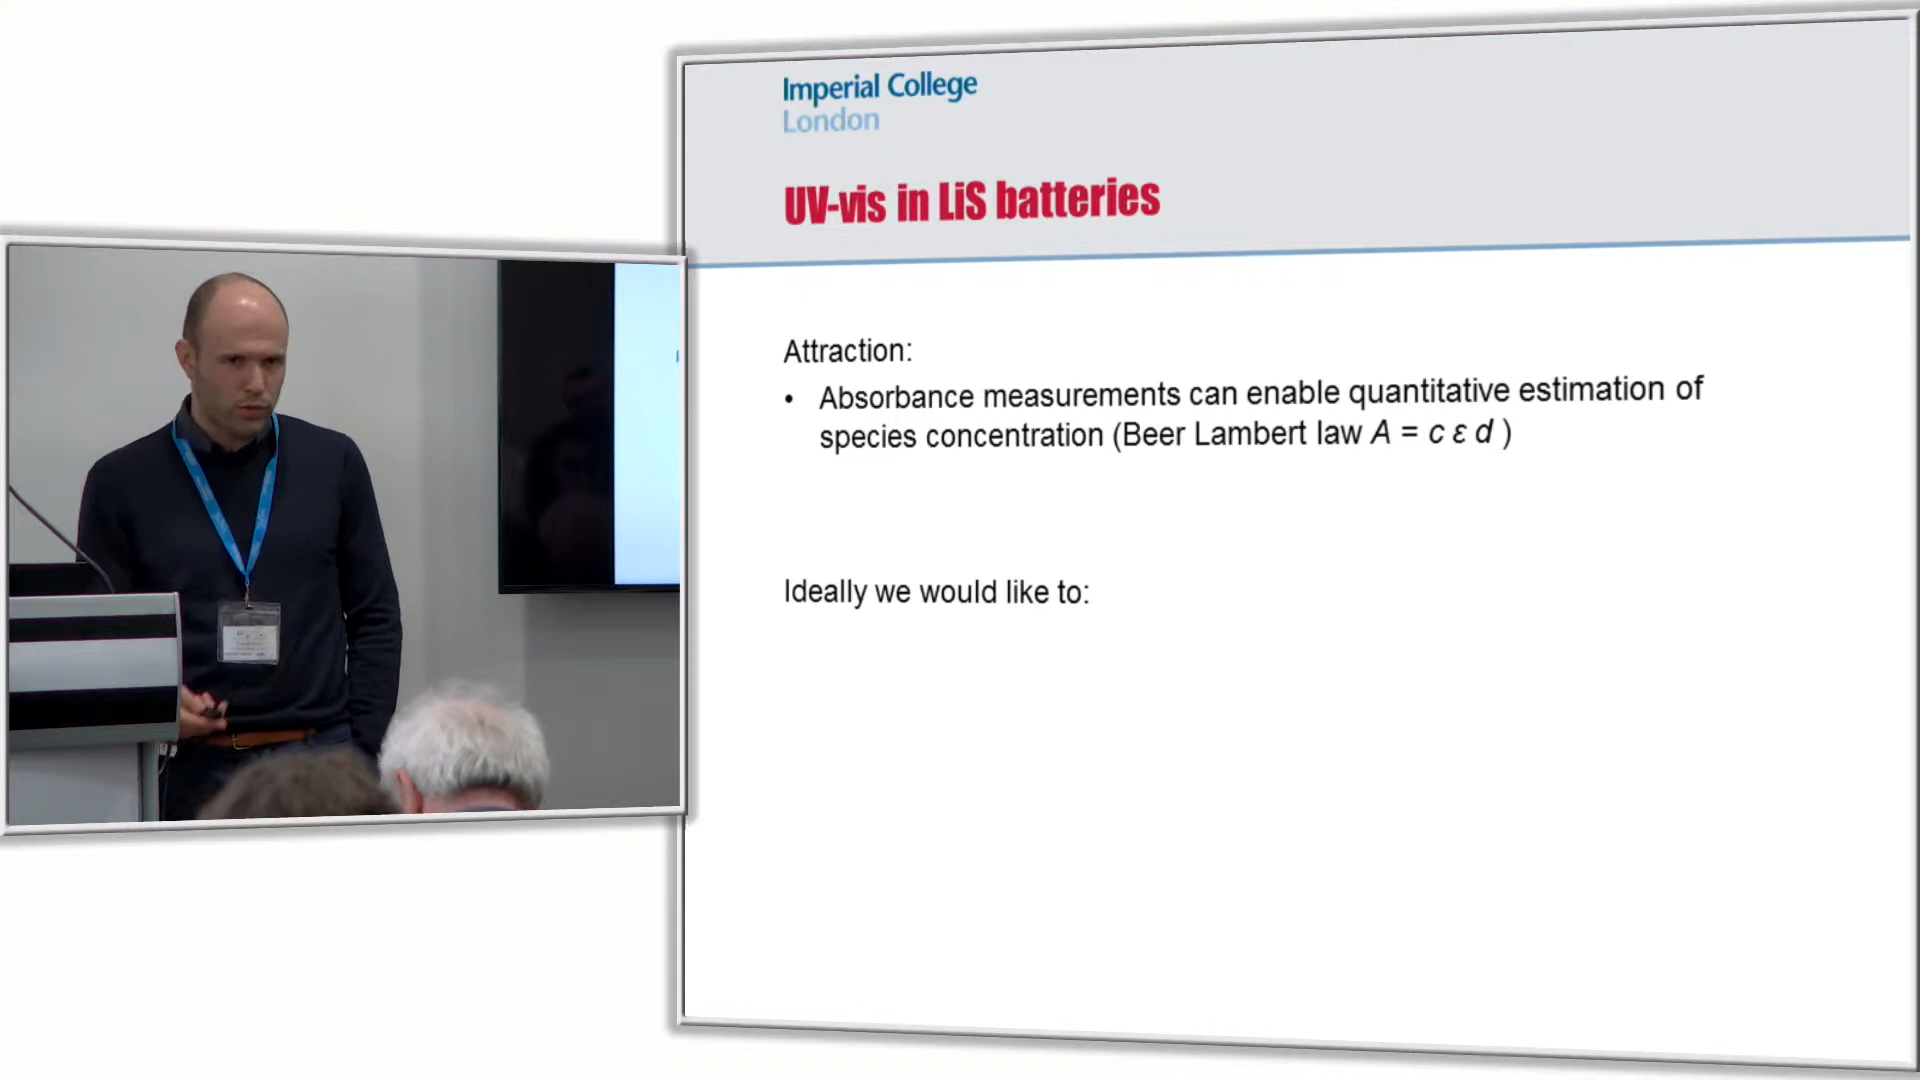 Imperial College
London
UV-vis in LiS batteries
Attraction:
• Absorbance measurements can enable quantitative estimation of
species concentration (Beer Lambert law A = c ε d )
Ideally we would like to: